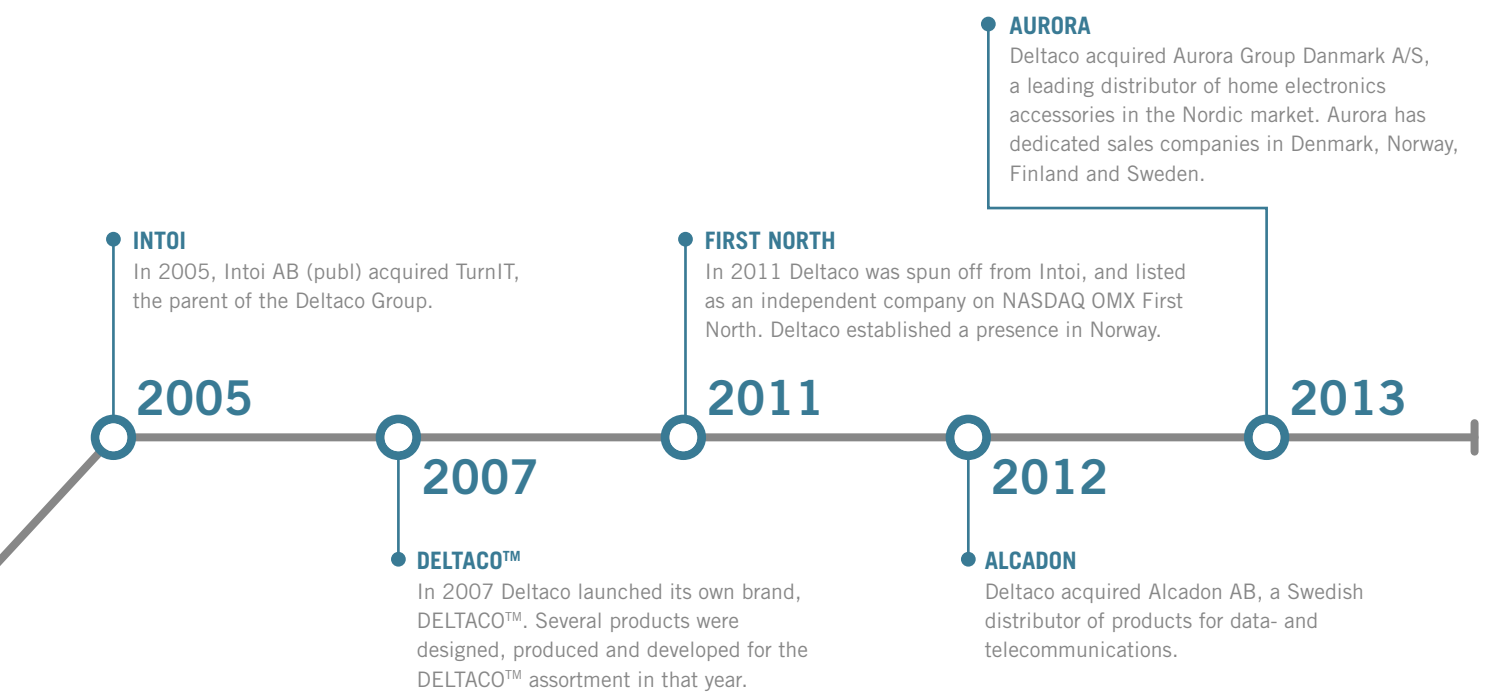 AURORA
Deltaco acquired Aurora Group Danmark A/S,
a leading distributor of home electronics
accessories in the Nordic market. Aurora has
dedicated sales companies in Denmark, Norway,
Finland and Sweden.
INTOI
In 2005, Intoi AB (publ) acquired TurnIT,
the parent of the Deltaco Group.
FIRST NORTH
In 2011 Deltaco was spun off from Intoi, and listed
as an independent company on NASDAQ OMX First
North. Deltaco established a presence in Norway.
2005
2011
2013
2007
2012
DELTACO™
In 2007 Deltaco launched its own brand,
DELTACO™. Several products were
designed, produced and developed for the
DELTACO™ assortment in that year.
ALCADON
Deltaco acquired Alcadon AB, a Swedish
distributor of products for data- and
telecommunications.